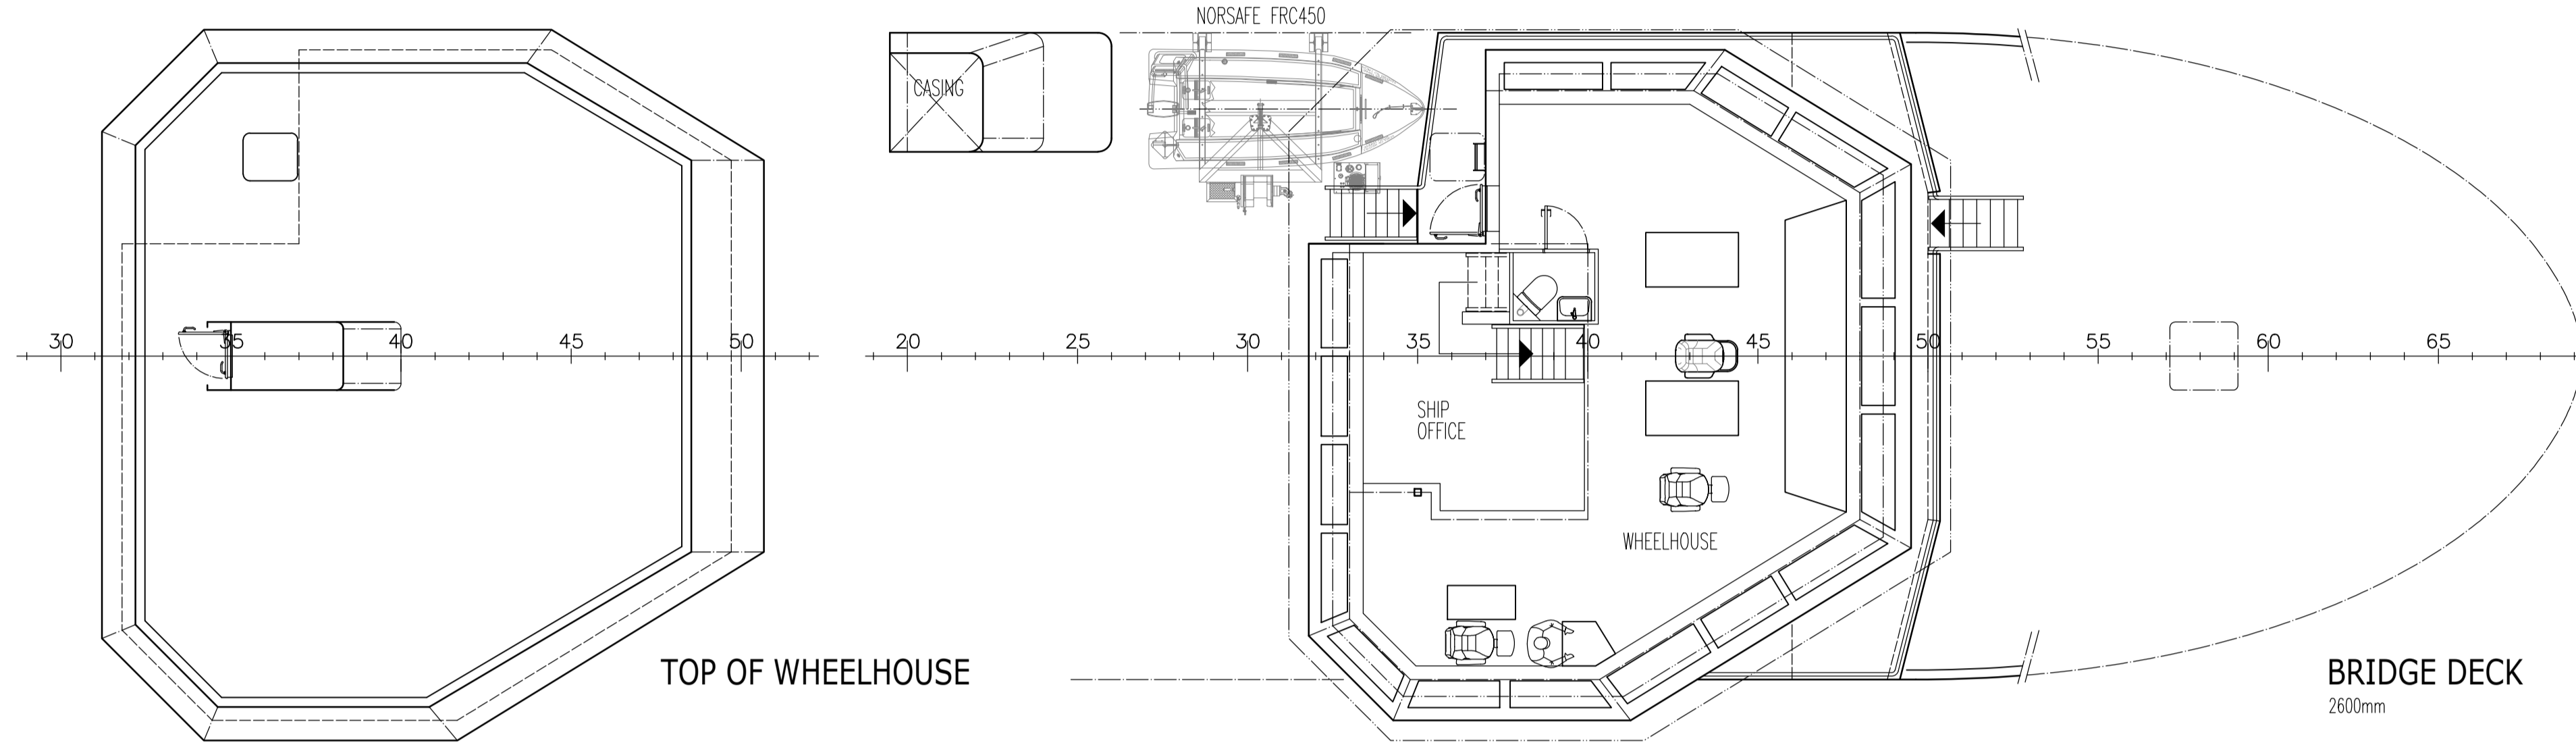 NORSAFE FRC450
CASING
30 35 40 45 50
20 25 30 35 40 45 50 55 60 65
SHIP
OFFICE
WHEELHOUSE
TOP OF WHEELHOUSE
BRIDGE DECK
2600mm